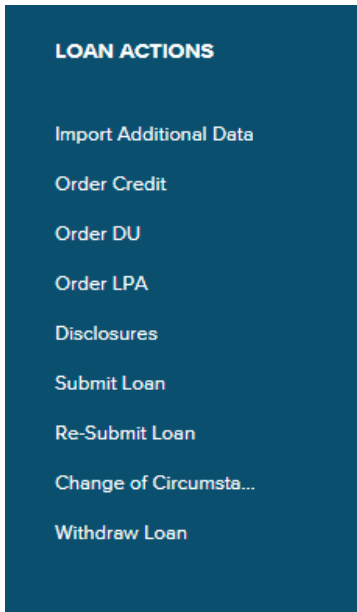 LOAN ACTIONS
Import Additional Data
Order Credit
Order DU
Order LPA
Disclosures
Submit Loan
Re-Submit Loan
Change of Circumsta...
Withdraw Loan